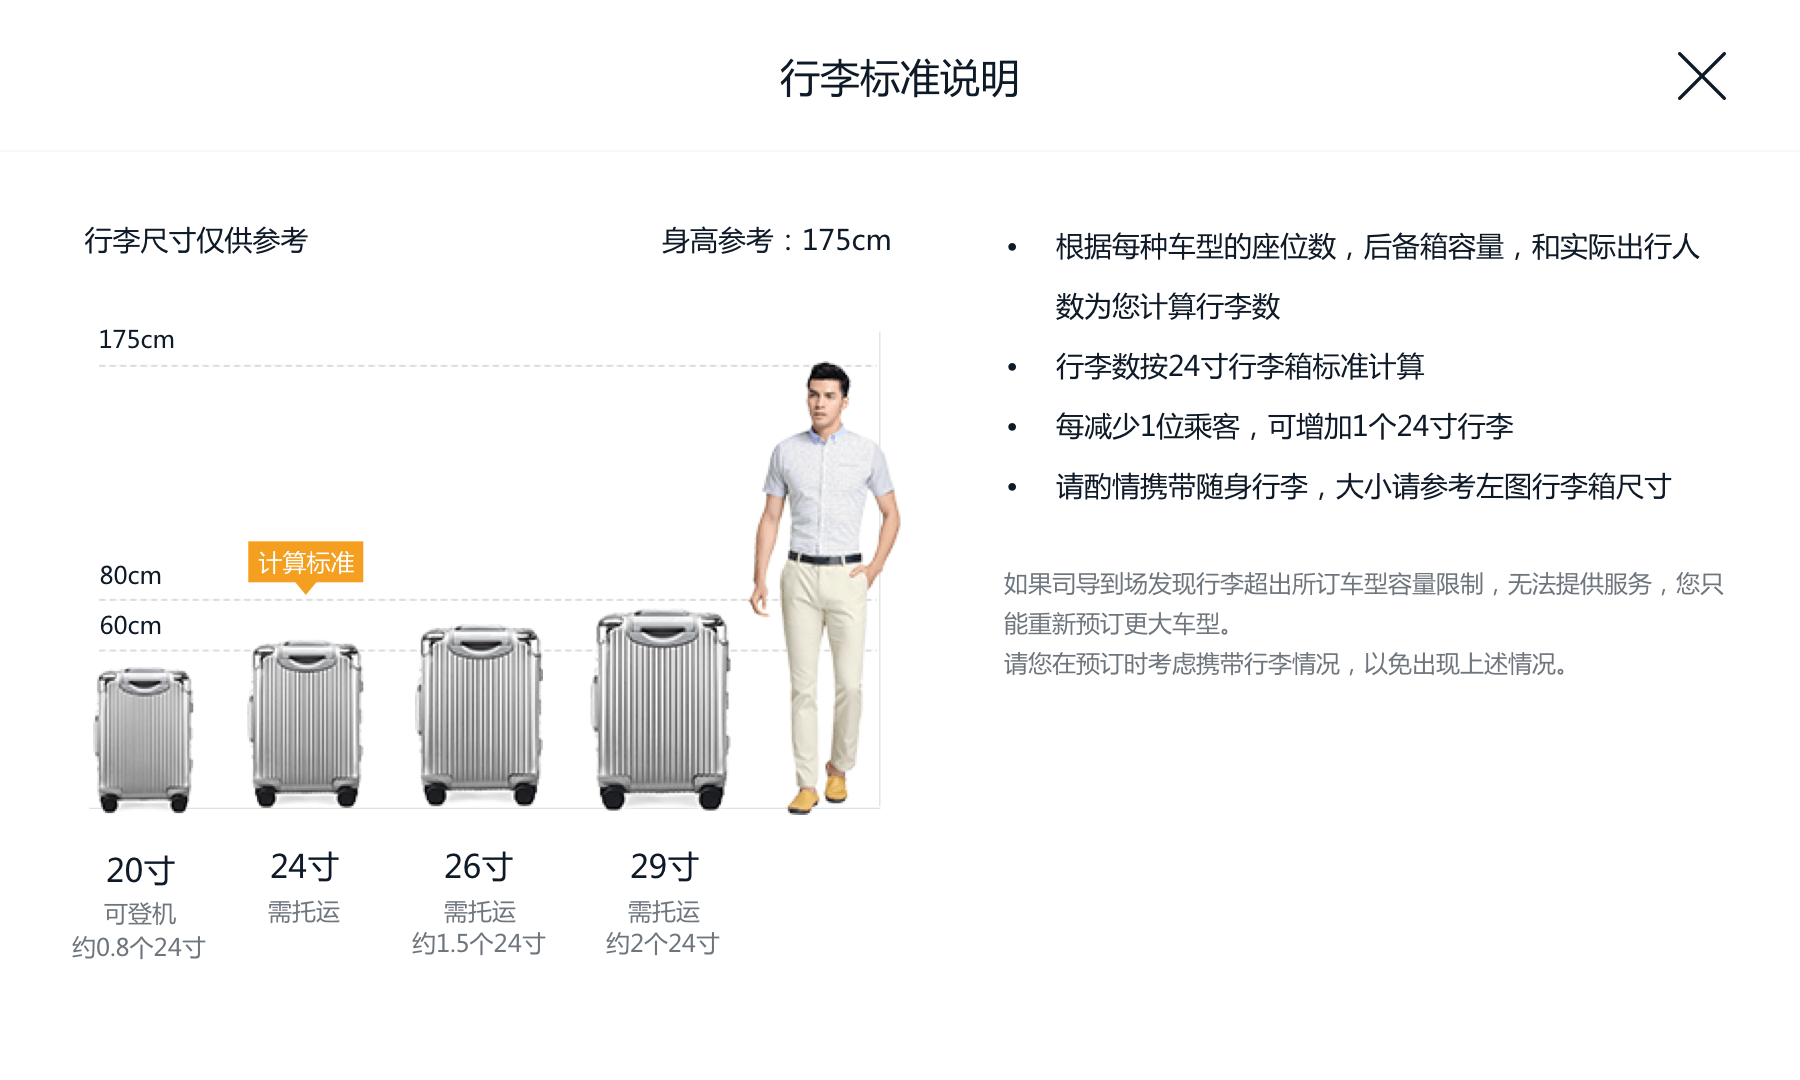 行李标准说明
行李尺寸仅供参考
身高参考：175cm
175cm
80cm
计算标准
60cm
20寸
可登机
约0.8个24寸
24寸
需托运
26寸
需托运
约1.5个24寸
29寸
需托运
约2个24寸
• 根据每种车型的座位数，后备箱容量，和实际出行人
数为您计算行李数
• 行李数按24寸行李箱标准计算
• 每减少1位乘客，可增加1个24寸行李
• 请酌情携带随身行李，大小请参考左图行李箱尺寸
如果司导到场发现行李超出所订车型容量限制，无法提供服务，您只
能重新预订更大车型。
请您在预订时考虑携带行李情况，以免出现上述情况。